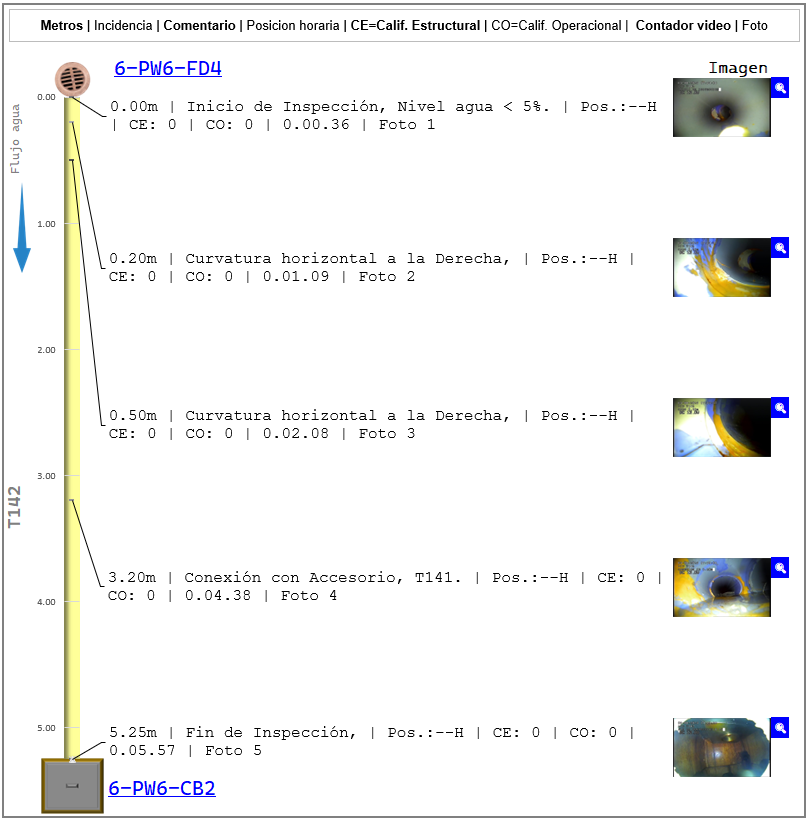 Metros | Incidencia | Comentario | Posicion horaria | CE=Calif. Estructural | CO=Calif. Operacional | Contador video | Foto
6-PW6-FD4
Imagen
0.00
0.00m | Inicio de Inspección, Nivel agua < 5%. | Pos.:--H
| CE: 0 | CO: 0 | 0.00.36 | Foto 1
Flujo agua
1.00
0.20m | Curvatura horizontal a la Derecha, | Pos.:--H |
CE: 0 | CO: 0 | 0.01.09 | Foto 2
2.00
0.50m | Curvatura horizontal a la Derecha, | Pos.:--H |
CE: 0 | CO: 0 | 0.02.08 | Foto 3
3.00
T142
3.20m | Conexión con Accesorio, T141. | Pos.:--H | CE: 0 |
CO: 0 | 0.04.38 | Foto 4
4.00
5.00
5.25m | Fin de Inspección, | Pos.:--H | CE: 0 | CO: 0 |
0.05.57 | Foto 5
6-PW6-CB2